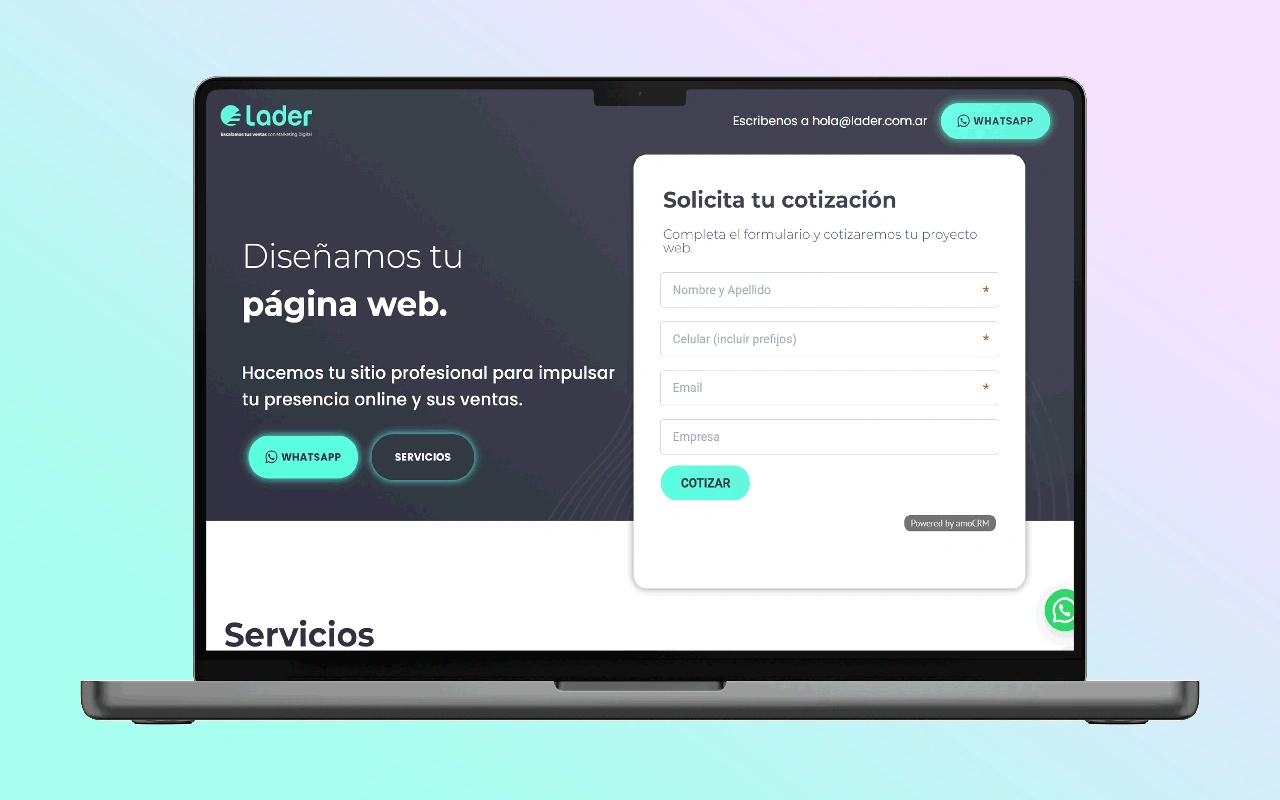 Lader
Escalamos tus ventas con Marketing Digital
Escribenos a hola@lader.com.ar
WHATSAPP
Diseñamos tu
página web.
Hacemos tu sitio profesional para impulsar
tu presencia online y sus ventas.
WHATSAPP
SERVICIOS
Solicita tu cotización
Completa el formulario y cotizaremos tu proyecto
web.
Nombre y Apellido *
Celular (incluir prefijos) *
Email *
Empresa
COTIZAR
Powered by amoCRM
Servicios